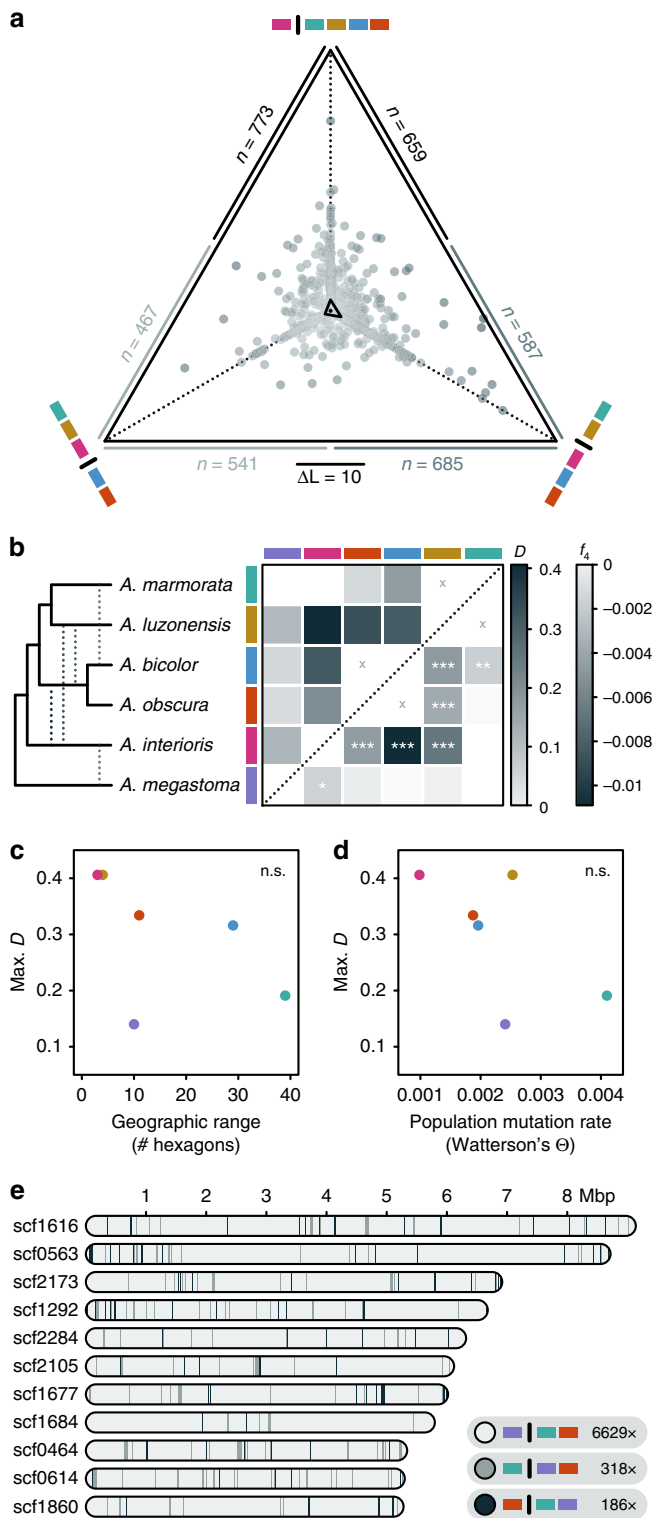 a
n = 773
n = 659
n = 467
n = 587
n = 541
n = 685
ΔL = 10
b
D
f4
A. marmorata
A. luzonensis
A. bicolor
A. obscura
A. interioris
A. megastoma
x
x
x
***
**
x
***
***
***
***
*
0.4
0.3
0.2
0.1
0
0
−0.002
−0.004
−0.006
−0.008
−0.01
c
n.s.
Max. D
0.4
0.3
0.2
0.1
0
10
20
30
40
Geographic range
(# hexagons)
d
n.s.
Max. D
0.4
0.3
0.2
0.1
0.001
0.002
0.003
0.004
Population mutation rate
(Watterson's Θ)
e
1 2 3 4 5 6 7 8 Mbp
scf1616
scf0563
scf2173
scf1292
scf2284
scf2105
scf1677
scf1684
scf0464
scf0614
scf1860
6629×
318×
186×